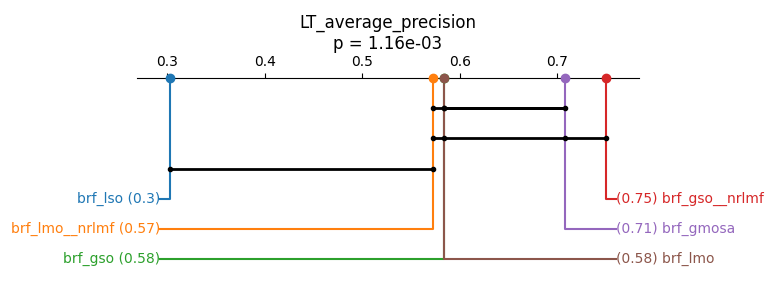 LT_average_precision
p = 1.16e-03
0.3 0.4 0.5 0.6 0.7
brf_lso (0.3) (0.75) brf_gso__nrlmf
brf_lmo__nrlmf (0.57) (0.71) brf_gmosa
brf_gso (0.58) (0.58) brf_lmo